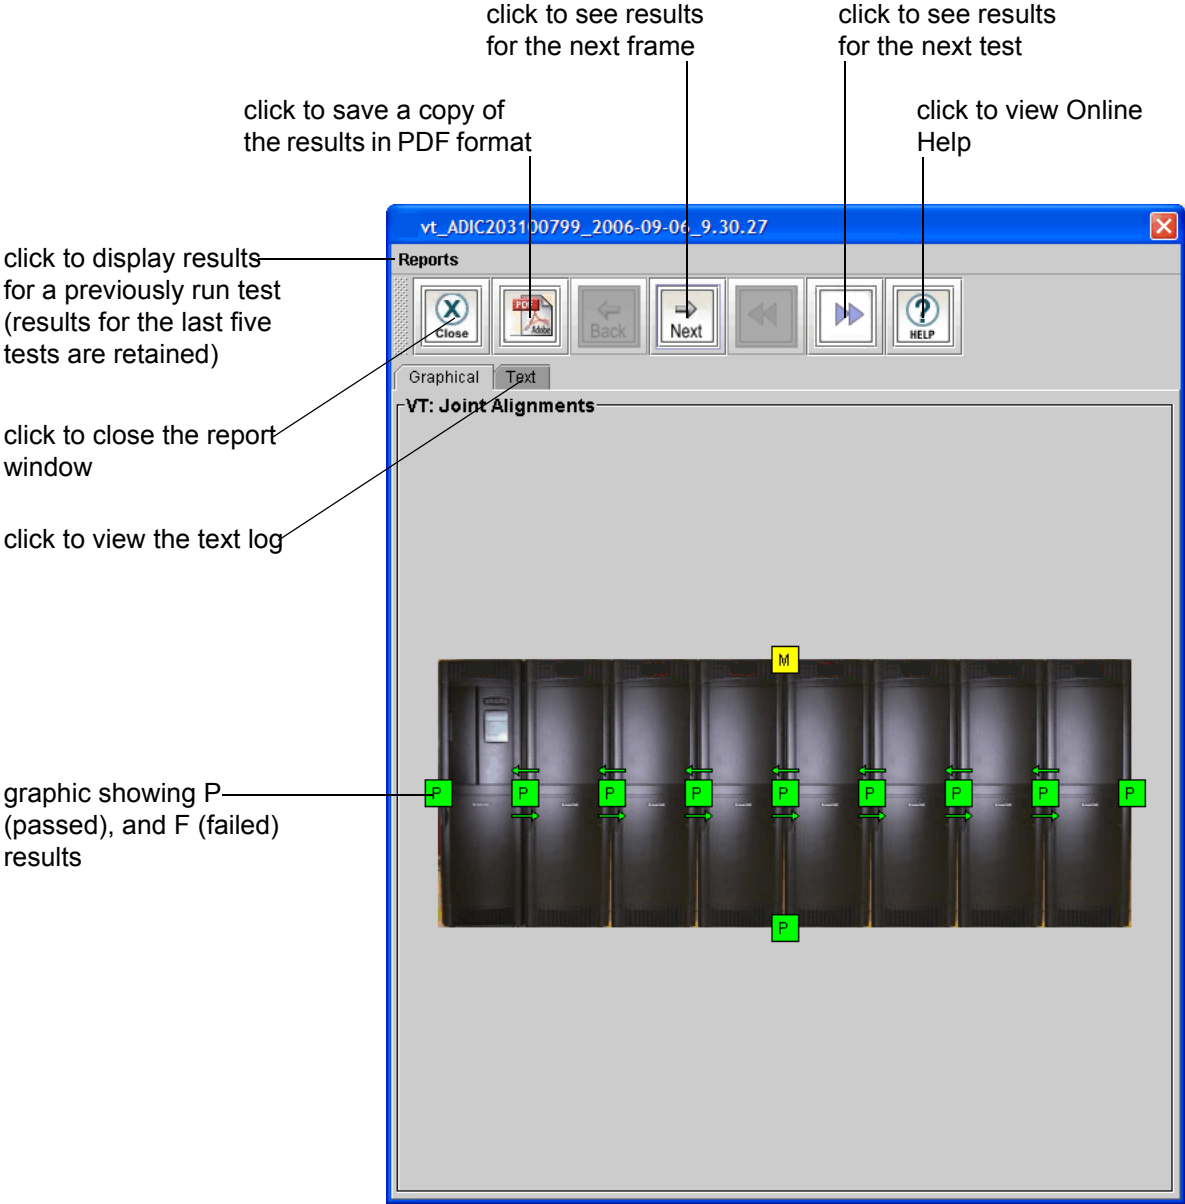 click to see results
for the next frame
click to see results
for the next test
click to save a copy of
the results in PDF format
click to view Online
Help
click to display results
for a previously run test
(results for the last five
tests are retained)
click to close the report
window
click to view the text log
graphic showing P
(passed), and F (failed)
results
vt_ADIC203100799_2006-09-06_9.30.27
Reports
X
Close
PDF
Adobe
Back
Next
?
HELP
Graphical
Text
VT: Joint Alignments
M
P
P
P
P
P
P
P
P
P
P